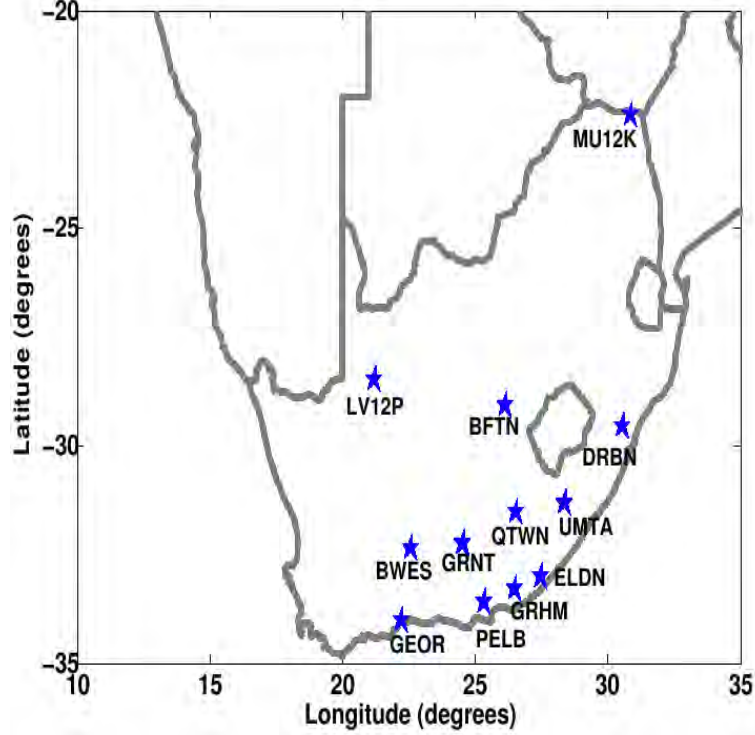 −20
MU12K
−25
Latitude (degrees)
LV12P
BFTN
−30
DRBN
QTWN
UMTA
BWES
GRNT
ELDN
GRHM
GEOR
PELB
−35
10
15
20
25
30
35
Longitude (degrees)